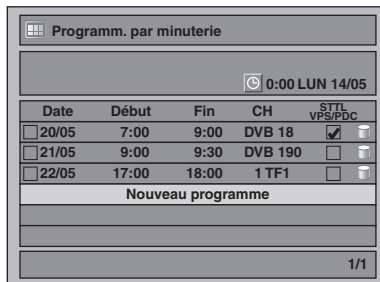 Programm. par minuterie
0:00 LUN 14/05
Date Début Fin CH STTL VPS/PDC
20/05 7:00 9:00 DVB 18
21/05 9:00 9:30 DVB 190
22/05 17:00 18:00 1 TF1
Nouveau programme
1/1